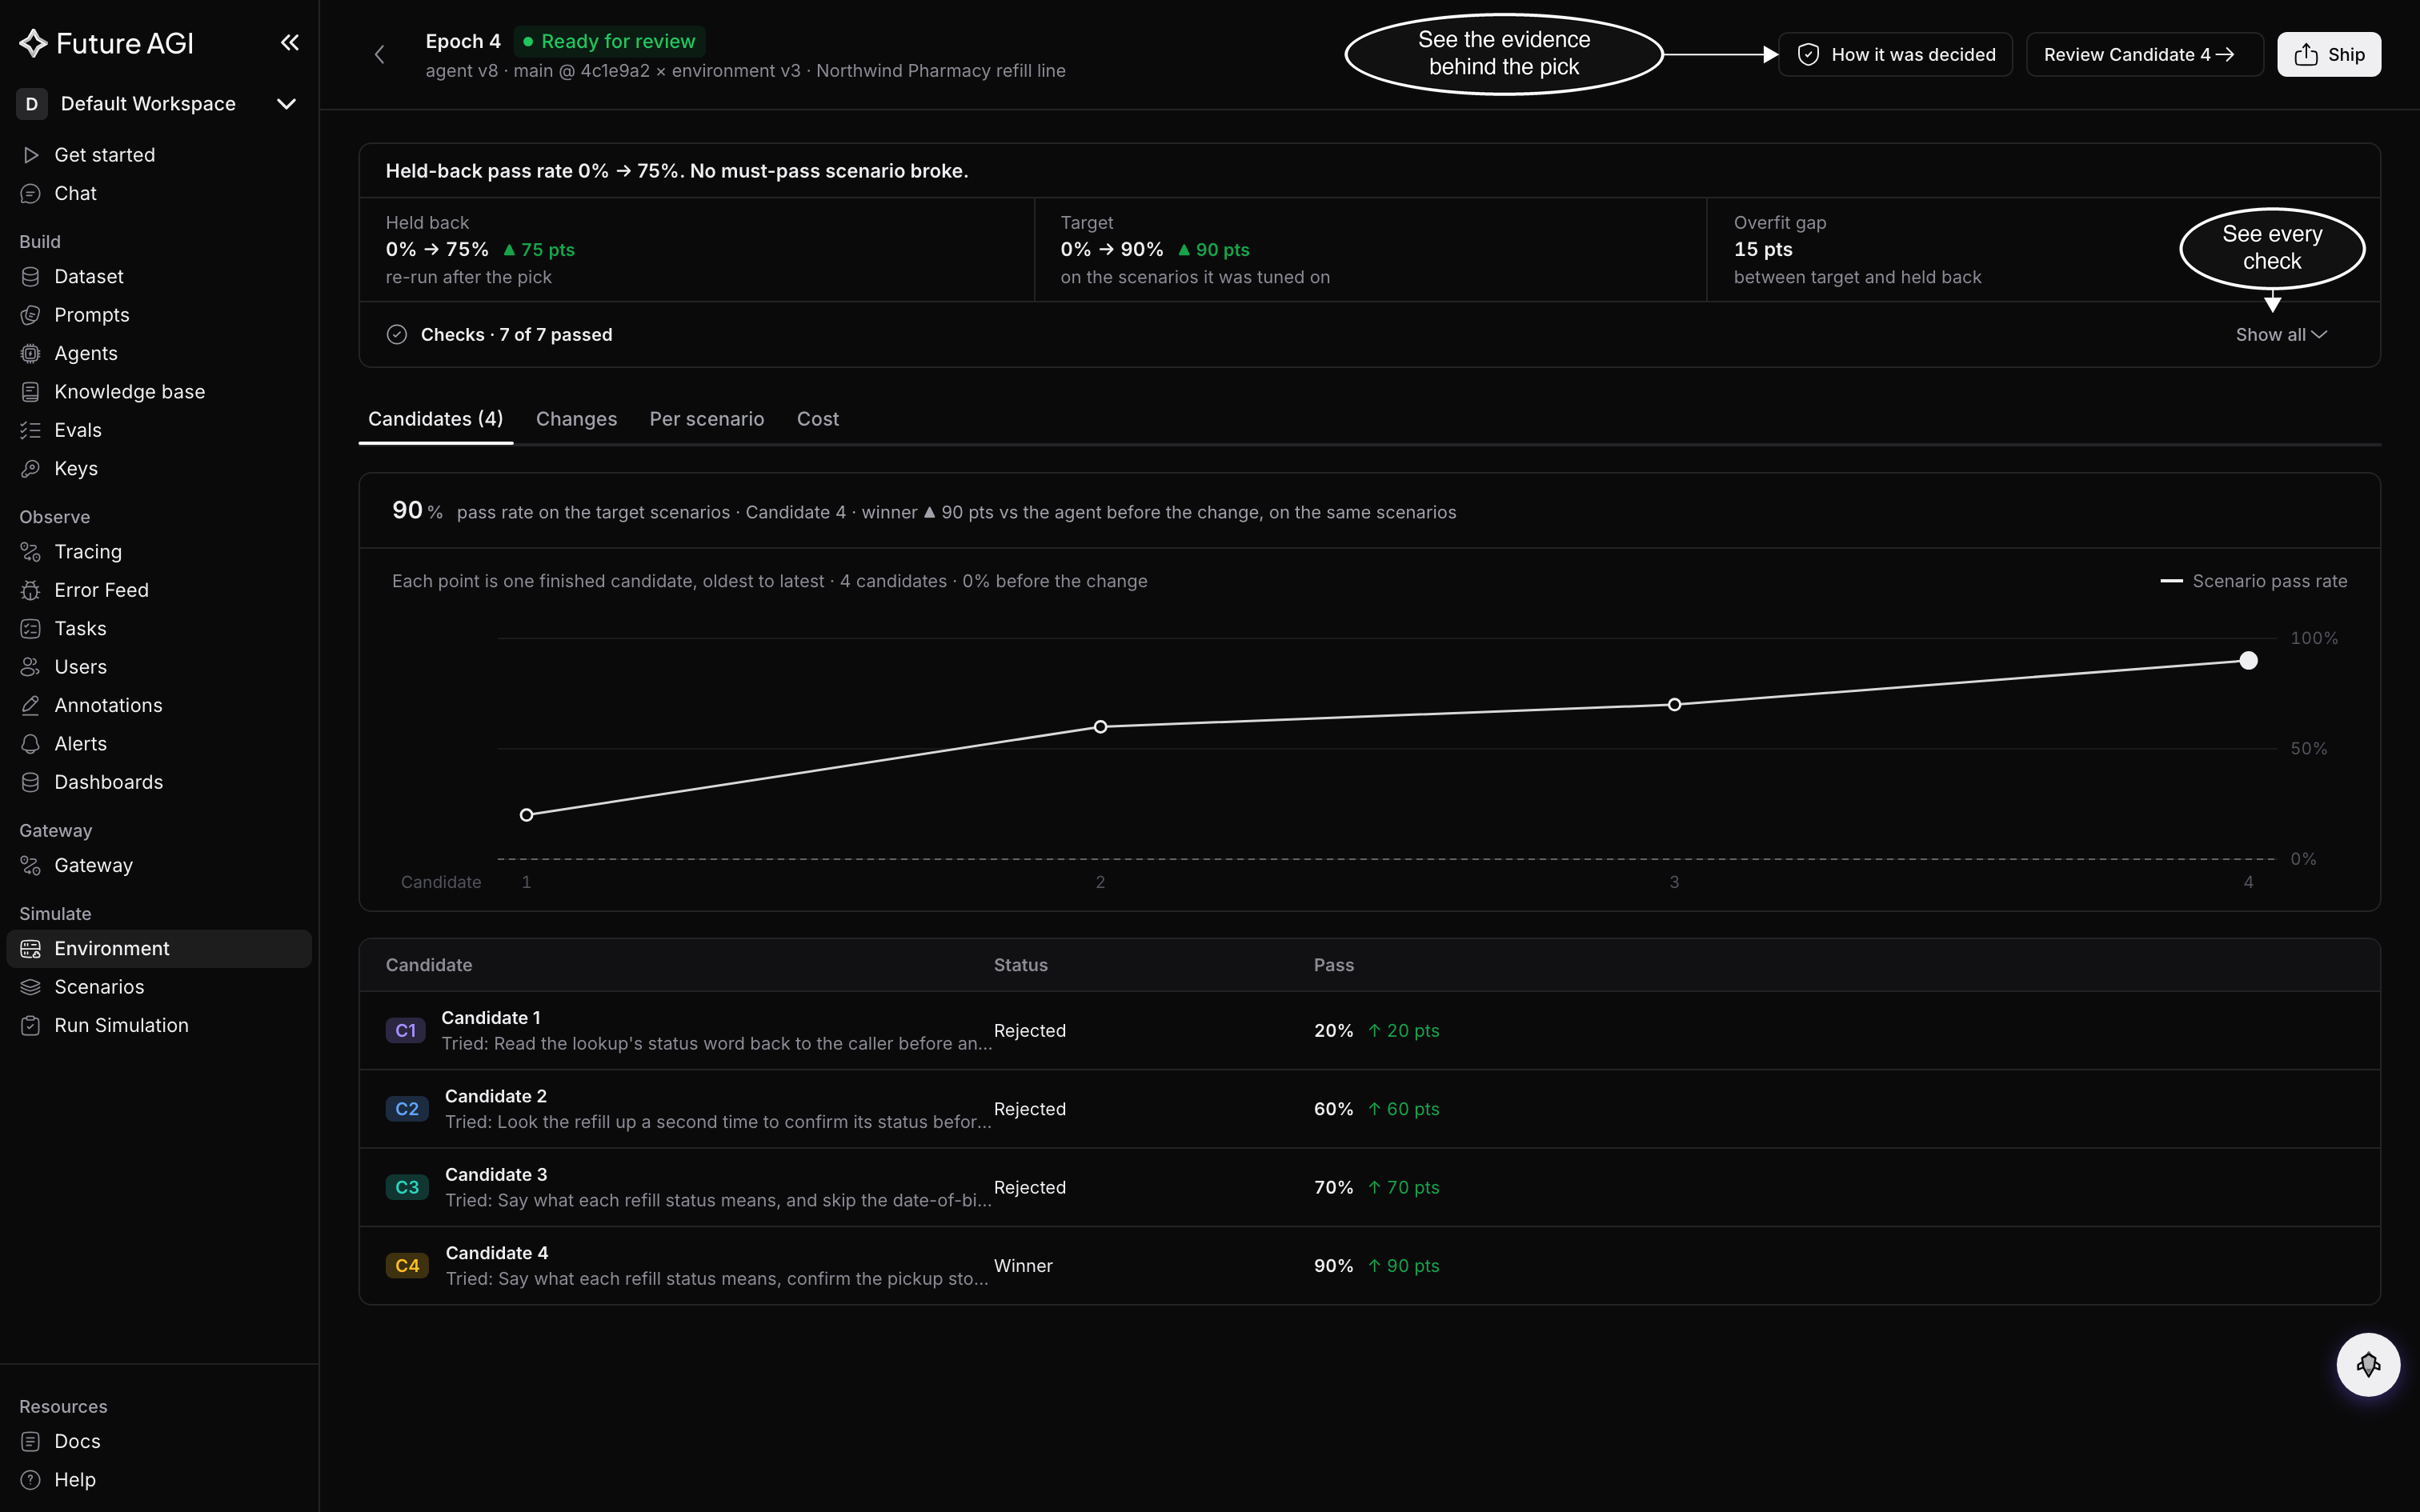 Future AGI
D Default Workspace
Get started
Chat
Build
Dataset
Prompts
Agents
Knowledge base
Evals
Keys
Observe
Tracing
Error Feed
Tasks
Users
Annotations
Alerts
Dashboards
Gateway
Gateway
Simulate
Environment
Scenarios
Run Simulation
Resources
Docs
Help
Epoch 4 Ready for review
agent v8 · main @ 4c1e9a2 × environment v3 · Northwind Pharmacy refill line
See the evidence
behind the pick
How it was decided
Review Candidate 4 →
Ship
Held-back pass rate 0% → 75%. No must-pass scenario broke.
Held back
0% → 75% ▲ 75 pts
re-run after the pick
Target
0% → 90% ▲ 90 pts
on the scenarios it was tuned on
Overfit gap
15 pts
between target and held back
See every
check
Checks · 7 of 7 passed
Show all
Candidates (4) Changes Per scenario Cost
90 % pass rate on the target scenarios · Candidate 4 · winner ▲ 90 pts vs the agent before the change, on the same scenarios
Each point is one finished candidate, oldest to latest · 4 candidates · 0% before the change
Scenario pass rate
100%
50%
0%
Candidate 1 2 3 4
Candidate Status Pass
C1 Candidate 1
Tried: Read the lookup's status word back to the caller before an...
Rejected
20% ↑ 20 pts
C2 Candidate 2
Tried: Look the refill up a second time to confirm its status befor...
Rejected
60% ↑ 60 pts
C3 Candidate 3
Tried: Say what each refill status means, and skip the date-of-bi...
Rejected
70% ↑ 70 pts
C4 Candidate 4
Tried: Say what each refill status means, confirm the pickup sto...
Winner
90% ↑ 90 pts